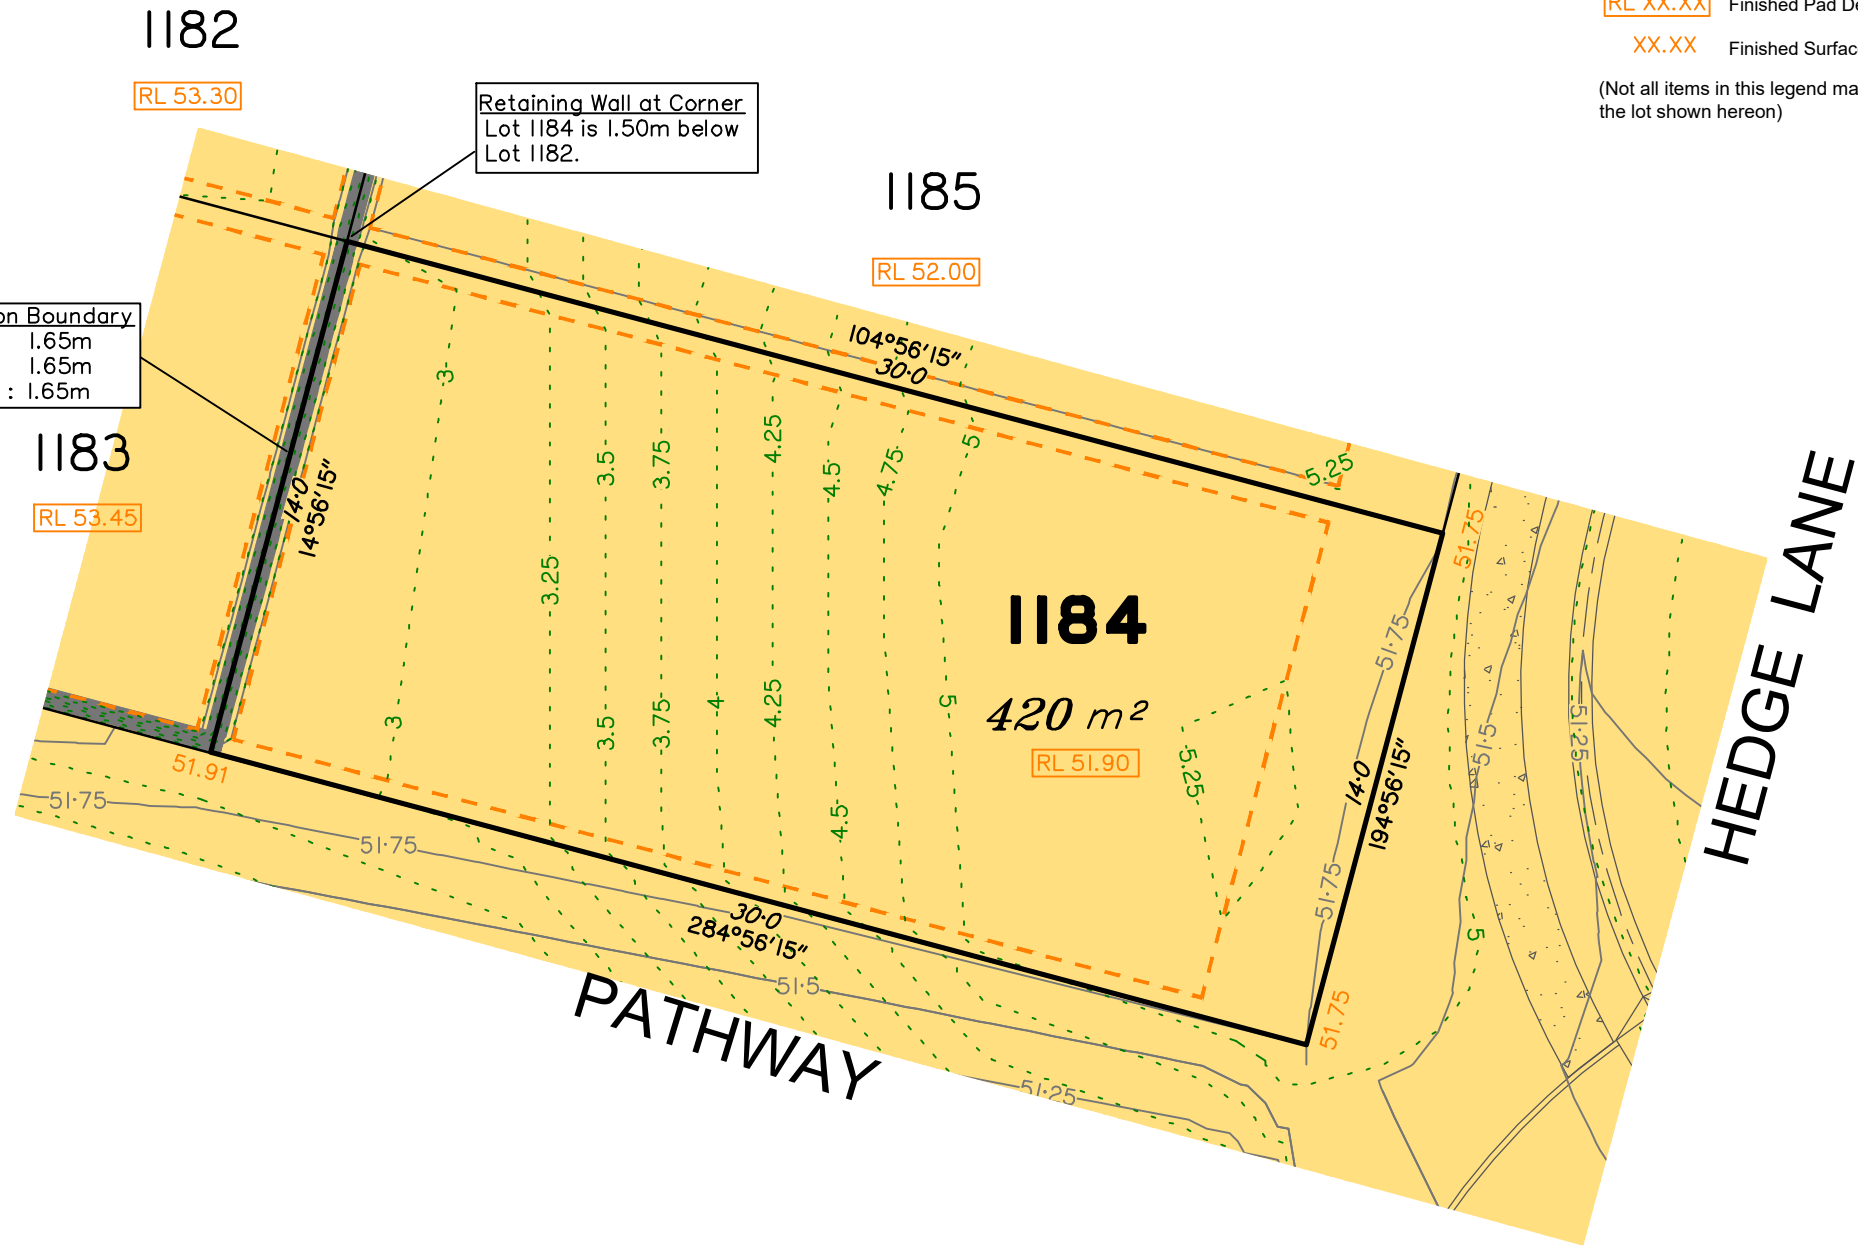 1182
RL 53.30
Retaining Wall at Corner
Lot 1184 is 1.50m below
Lot 1182.
RL XX.XX Finished Pad
XX.XX
(Not all items in this legend
the lot shown hereon)
1185
RL 52.00
on Boundary
1.65m
1.65m
: 1.65m
1183
RL 53.45
104°56'15"
30·0
14·0
14°56'15"
3
3.25
3.5
3.75
4.25
4.5
4.75
5
5.25
51.75
51·75
1184
420 m²
RL 51.90
3
3.5
3.75
4
4.25
4.5
5
5.25
14·0
194°56'15"
51·75
51·5
51·25
5
HEDGE LANE
51.91
51·75
51·75
30·0
284°56'15"
51·5
51·25
51.75
PATHWAY